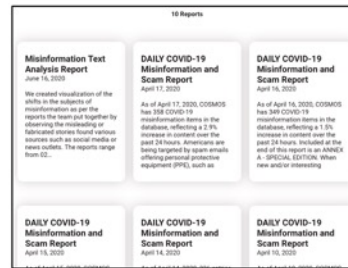 10 Reports
Misinformation Text
Analysis Report
June 16, 2020
We created visualization of the
shifts in the subjects of
misinformation as per the
reports the team put together by
observing the misleading or
fabricated stories found various
sources such as social media or
news outlets. The reports range
from 02...
DAILY COVID-19
Misinformation and
Scam Report
April 17, 2020
As of April 17, 2020, COSMOS
has 358 COVID-19
misinformation items in the
database, reflecting a 2.9%
increase in content over the
past 24 hours. Americans are
being targeted by spam emails
offering personal protective
equipment (PPE), such as
DAILY COVID-19
Misinformation and
Scam Report
April 16, 2020
As of April 16, 2020, COSMOS
has 349 COVID-19
misinformation items in the
database, reflecting a 1.5%
increase in content over the
past 24 hours. Included at the
end of this report is an ANNEX
A - SPECIAL EDITION. When
new and/or interesting
DAILY COVID-19
Misinformation and
Scam Report
April 15, 2020
DAILY COVID-19
Misinformation and
Scam Report
April 14, 2020
DAILY COVID-19
Misinformation and
Scam Report
April 10, 2020